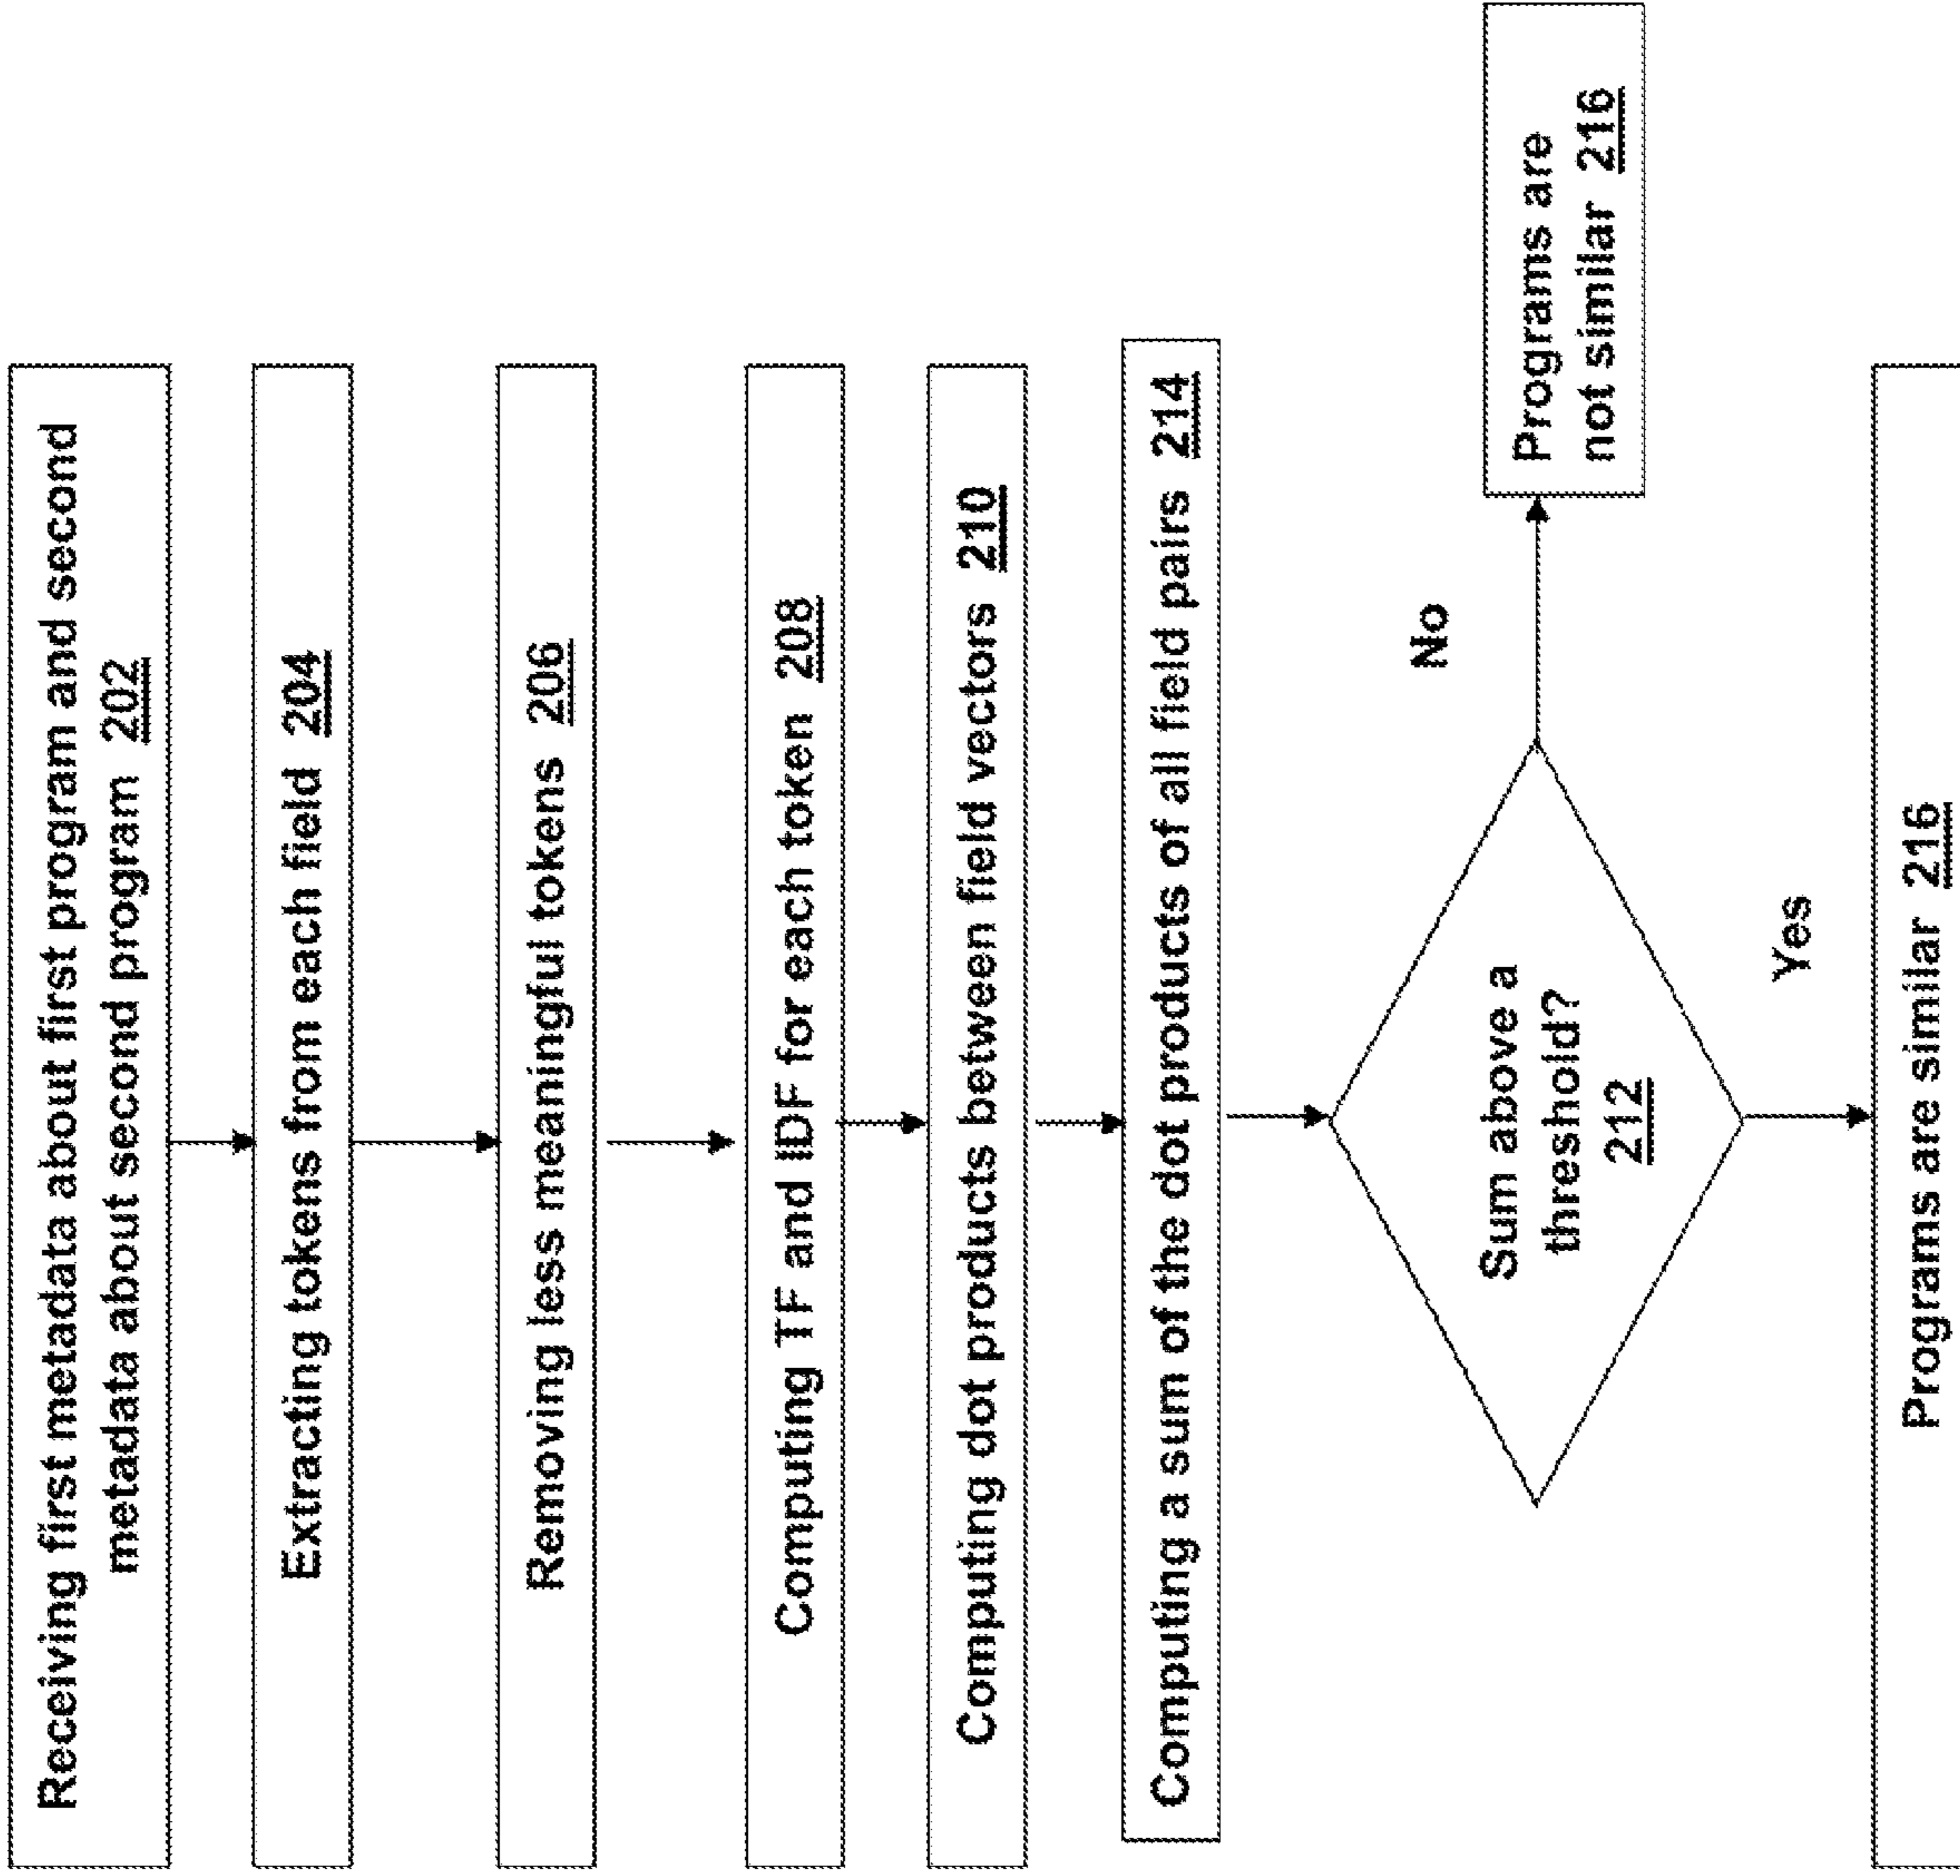 Receiving first metadata about first program and second
metadata about second program 202
Extracting tokens from each field 204
Removing less meaningful tokens 206
Computing TF and IDF for each token 208
Computing dot products between field vectors 210
Computing a sum of the dot products of all field pairs 214
Sum above a
threshold?
212
No
Programs are
not similar 216
Yes
Programs are similar 216